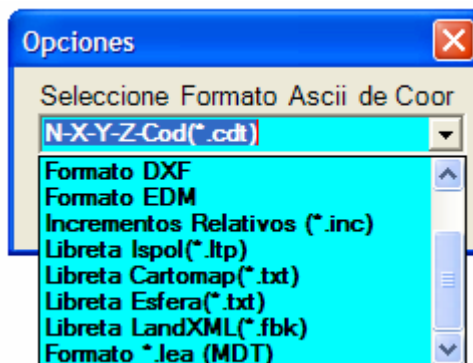 Opciones
Seleccione Formato Ascii de Coor
N-X-Y-Z-Cod(*.cdt)
Formato DXF
Formato EDM
Incrementos Relativos (*.inc)
Libreta Ispol(*.ltp)
Libreta Cartomap(*.txt)
Libreta Esfera(*.txt)
Libreta LandXML(*.fbk)
Formato *.lea (MDT)